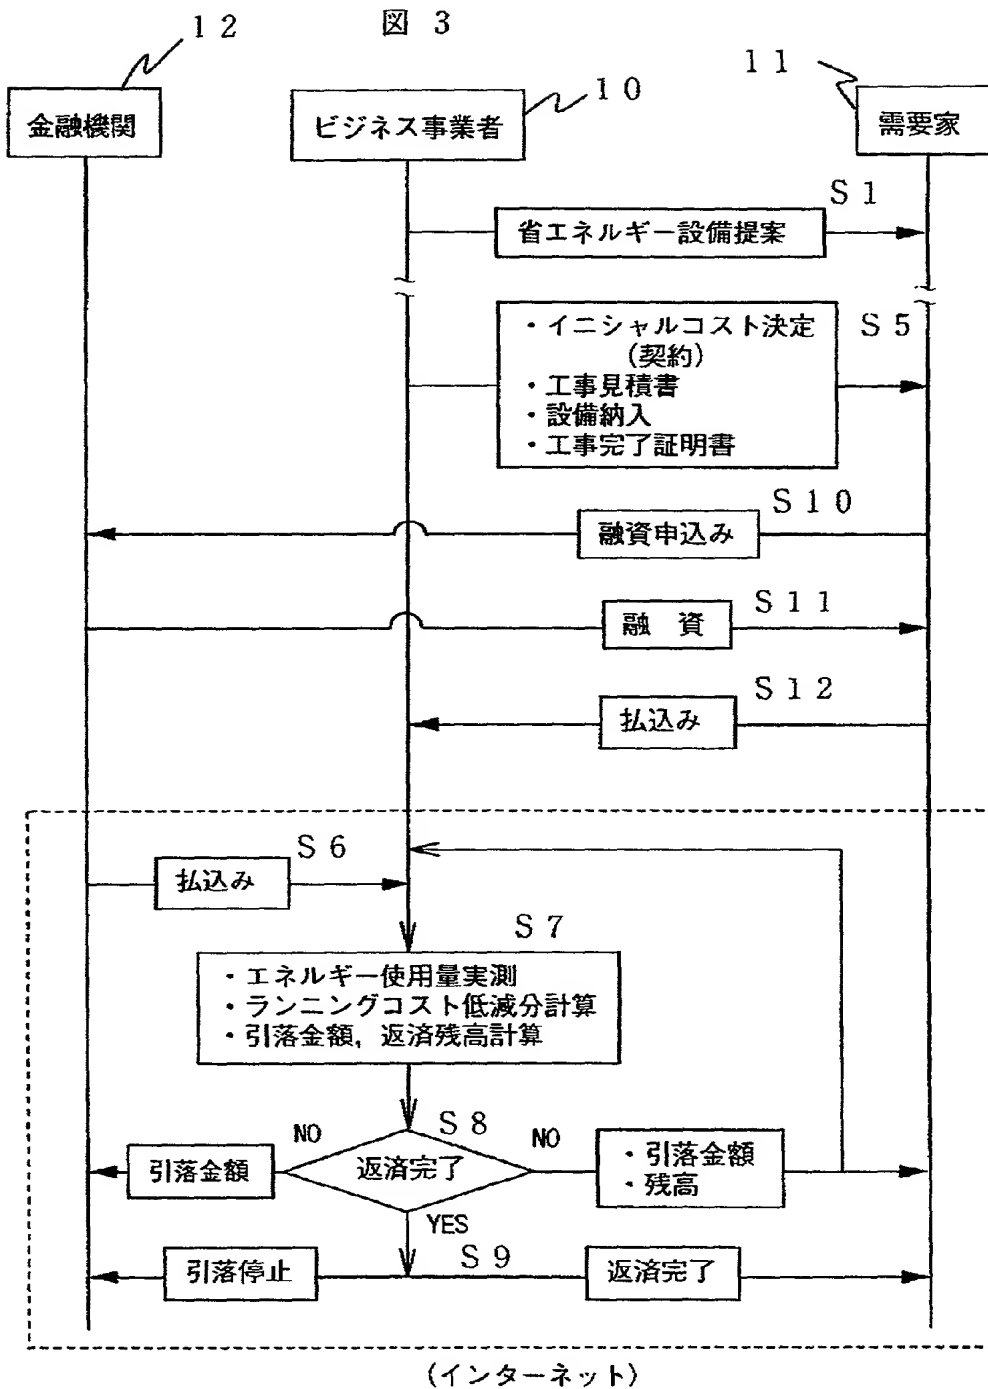 図 3
12
10
11
金融機関
ビジネス事業者
需要家
S1
省エネルギー設備提案
・イニシャルコスト決定
(契約)
・工事見積書
・設備納入
・工事完了証明書
S5
S10
融資申込み
S11
融 資
S12
払込み
S6
払込み
S7
・エネルギー使用量実測
・ランニングコスト低減分計算
・引落金額, 返済残高計算
S8
NO
NO
引落金額
返済完了
・引落金額
・残高
YES
S9
引落停止
返済完了
(インターネット)